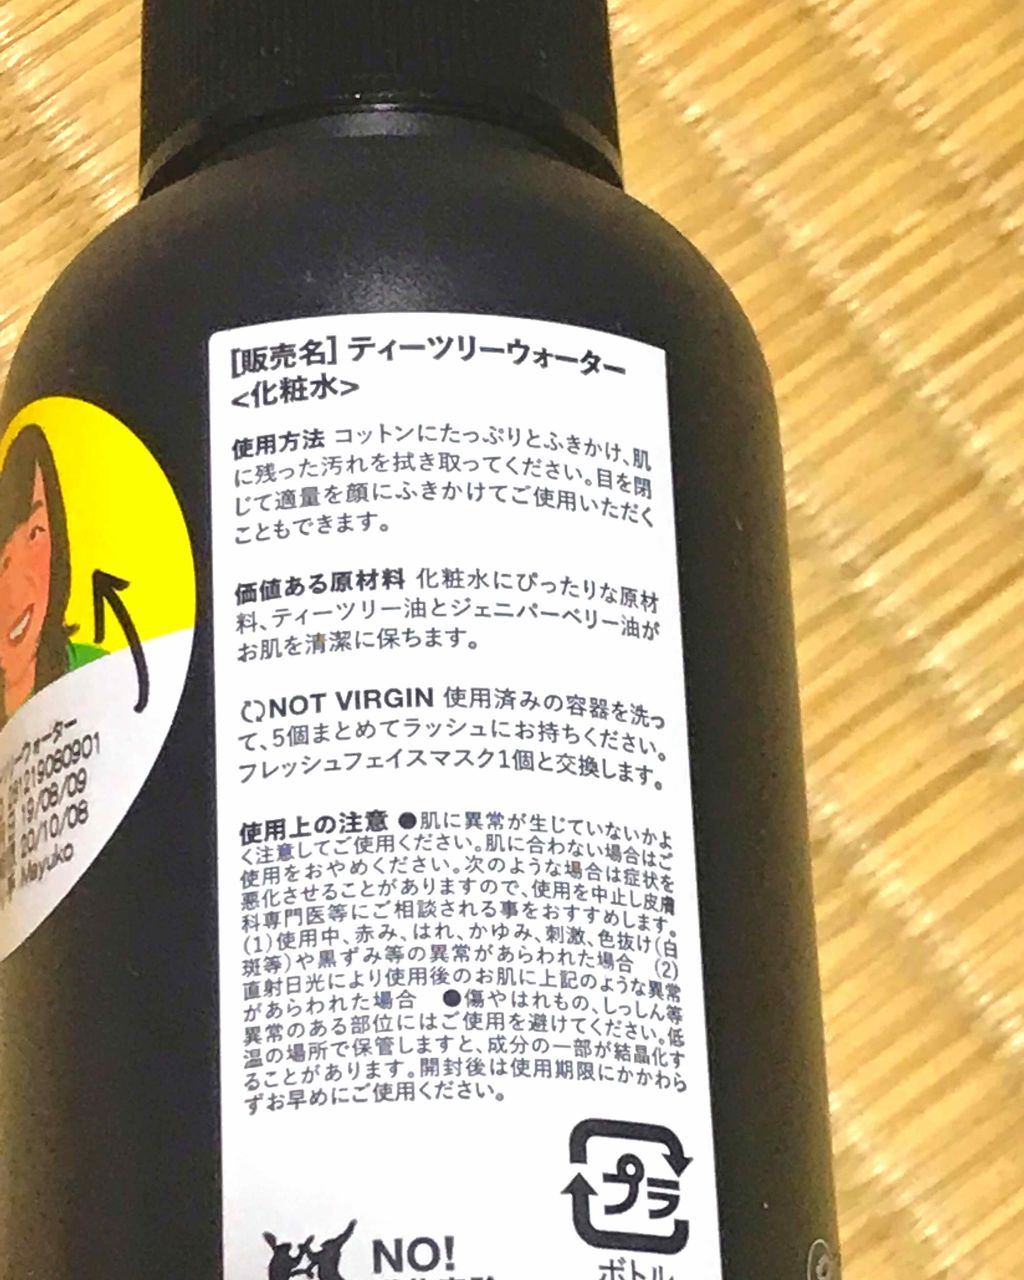 [販売名] ティーツリーウォーター
<化粧水>
使用方法 コットンにたっぷりとふきかけ、肌
に残った汚れを拭き取ってください。目を閉
じて適量を顔にふきかけてご使用いただく
こともできます。
価値ある原材料 化粧水にぴったりな原材
料、ティーツリー油とジェニパーベリー油が
お肌を清潔に保ちます。
NOT VIRGIN 使用済みの容器を洗っ
て、5個まとめてラッシュにお持ちください。
フレッシュフェイスマスク1個と交換します。
使用上の注意 ●肌に異常が生じていないかよ
く注意してご使用ください。肌に合わない場合はご
使用をおやめください。次のような場合は症状を
悪化させることがありますので、使用を中止し皮膚
科専門医等にご相談される事をおすすめします。
(1)使用中、赤み、はれ、かゆみ、刺激、色抜け(白
斑等)や黒ずみ等の異常があらわれた場合 (2)
直射日光により使用後のお肌に上記のような異常
があらわれた場合 ●傷やはれもの、しっしん等
異常のある部位にはご使用を避けてください。低
温の場所で保管しますと、成分の一部が結晶化す
ることがあります。開封後は使用期限にかかわら
ずお早めにご使用ください。
プラ
ボトル
NO!
リーウォーター
281219080901
19/08/09
20/10/08
Mayuko